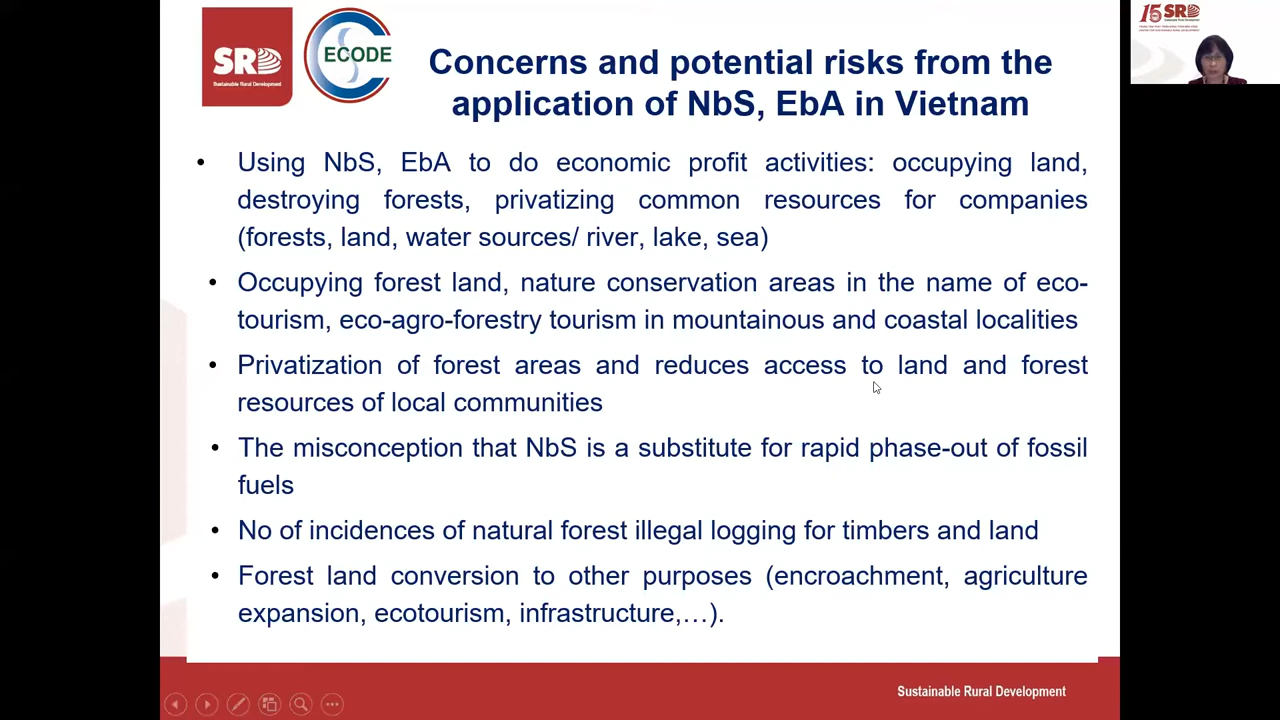 SRD
Sustainable Rural Development
ECODE
Concerns and potential risks from the
application of NbS, EbA in Vietnam
• Using NbS, EbA to do economic profit activities: occupying land,
destroying forests, privatizing common resources for companies
(forests, land, water sources/ river, lake, sea)
• Occupying forest land, nature conservation areas in the name of eco-
tourism, eco-agro-forestry tourism in mountainous and coastal localities
• Privatization of forest areas and reduces access to land and forest
resources of local communities
• The misconception that NbS is a substitute for rapid phase-out of fossil
fuels
• No of incidences of natural forest illegal logging for timbers and land
• Forest land conversion to other purposes (encroachment, agriculture
expansion, ecotourism, infrastructure,…).
Sustainable Rural Development
15 SRD